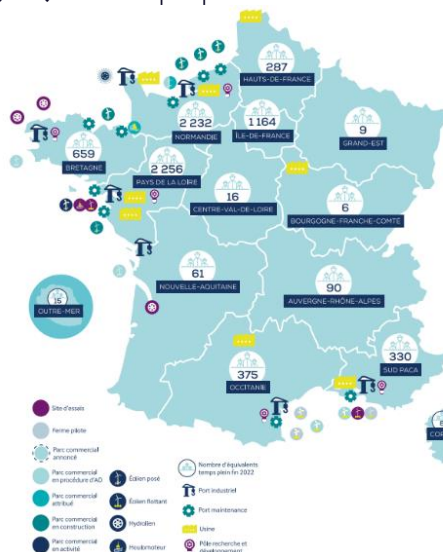 287
HAUTS-DE-FRANCE
2 232
NORMANDIE
1 164
ÎLE-DE-FRANCE
9
GRAND-EST
659
BRETAGNE
2 256
PAYS DE LA LOIRE
16
CENTRE-VAL-DE-LOIRE
6
BOURGOGNE-FRANCHE-COMTÉ
61
NOUVELLE-AQUITAINE
90
AUVERGNE-RHÔNE-ALPES
15
OUTRE-MER
375
OCCITANIE
330
SUD PACA
Site d'essais
Ferme pilote
Parc commercial
annoncé
Parc commercial
en procédure d'AO
Parc commercial
attribué
Parc commercial
en construction
Parc commercial
en activité
Éolien posé
Éolien flottant
Hydrolien
Houlomoteur
Nombre d'équivalents
temps plein fin 2022
Port industriel
Port maintenance
Usine
Pôle recherche et
développement